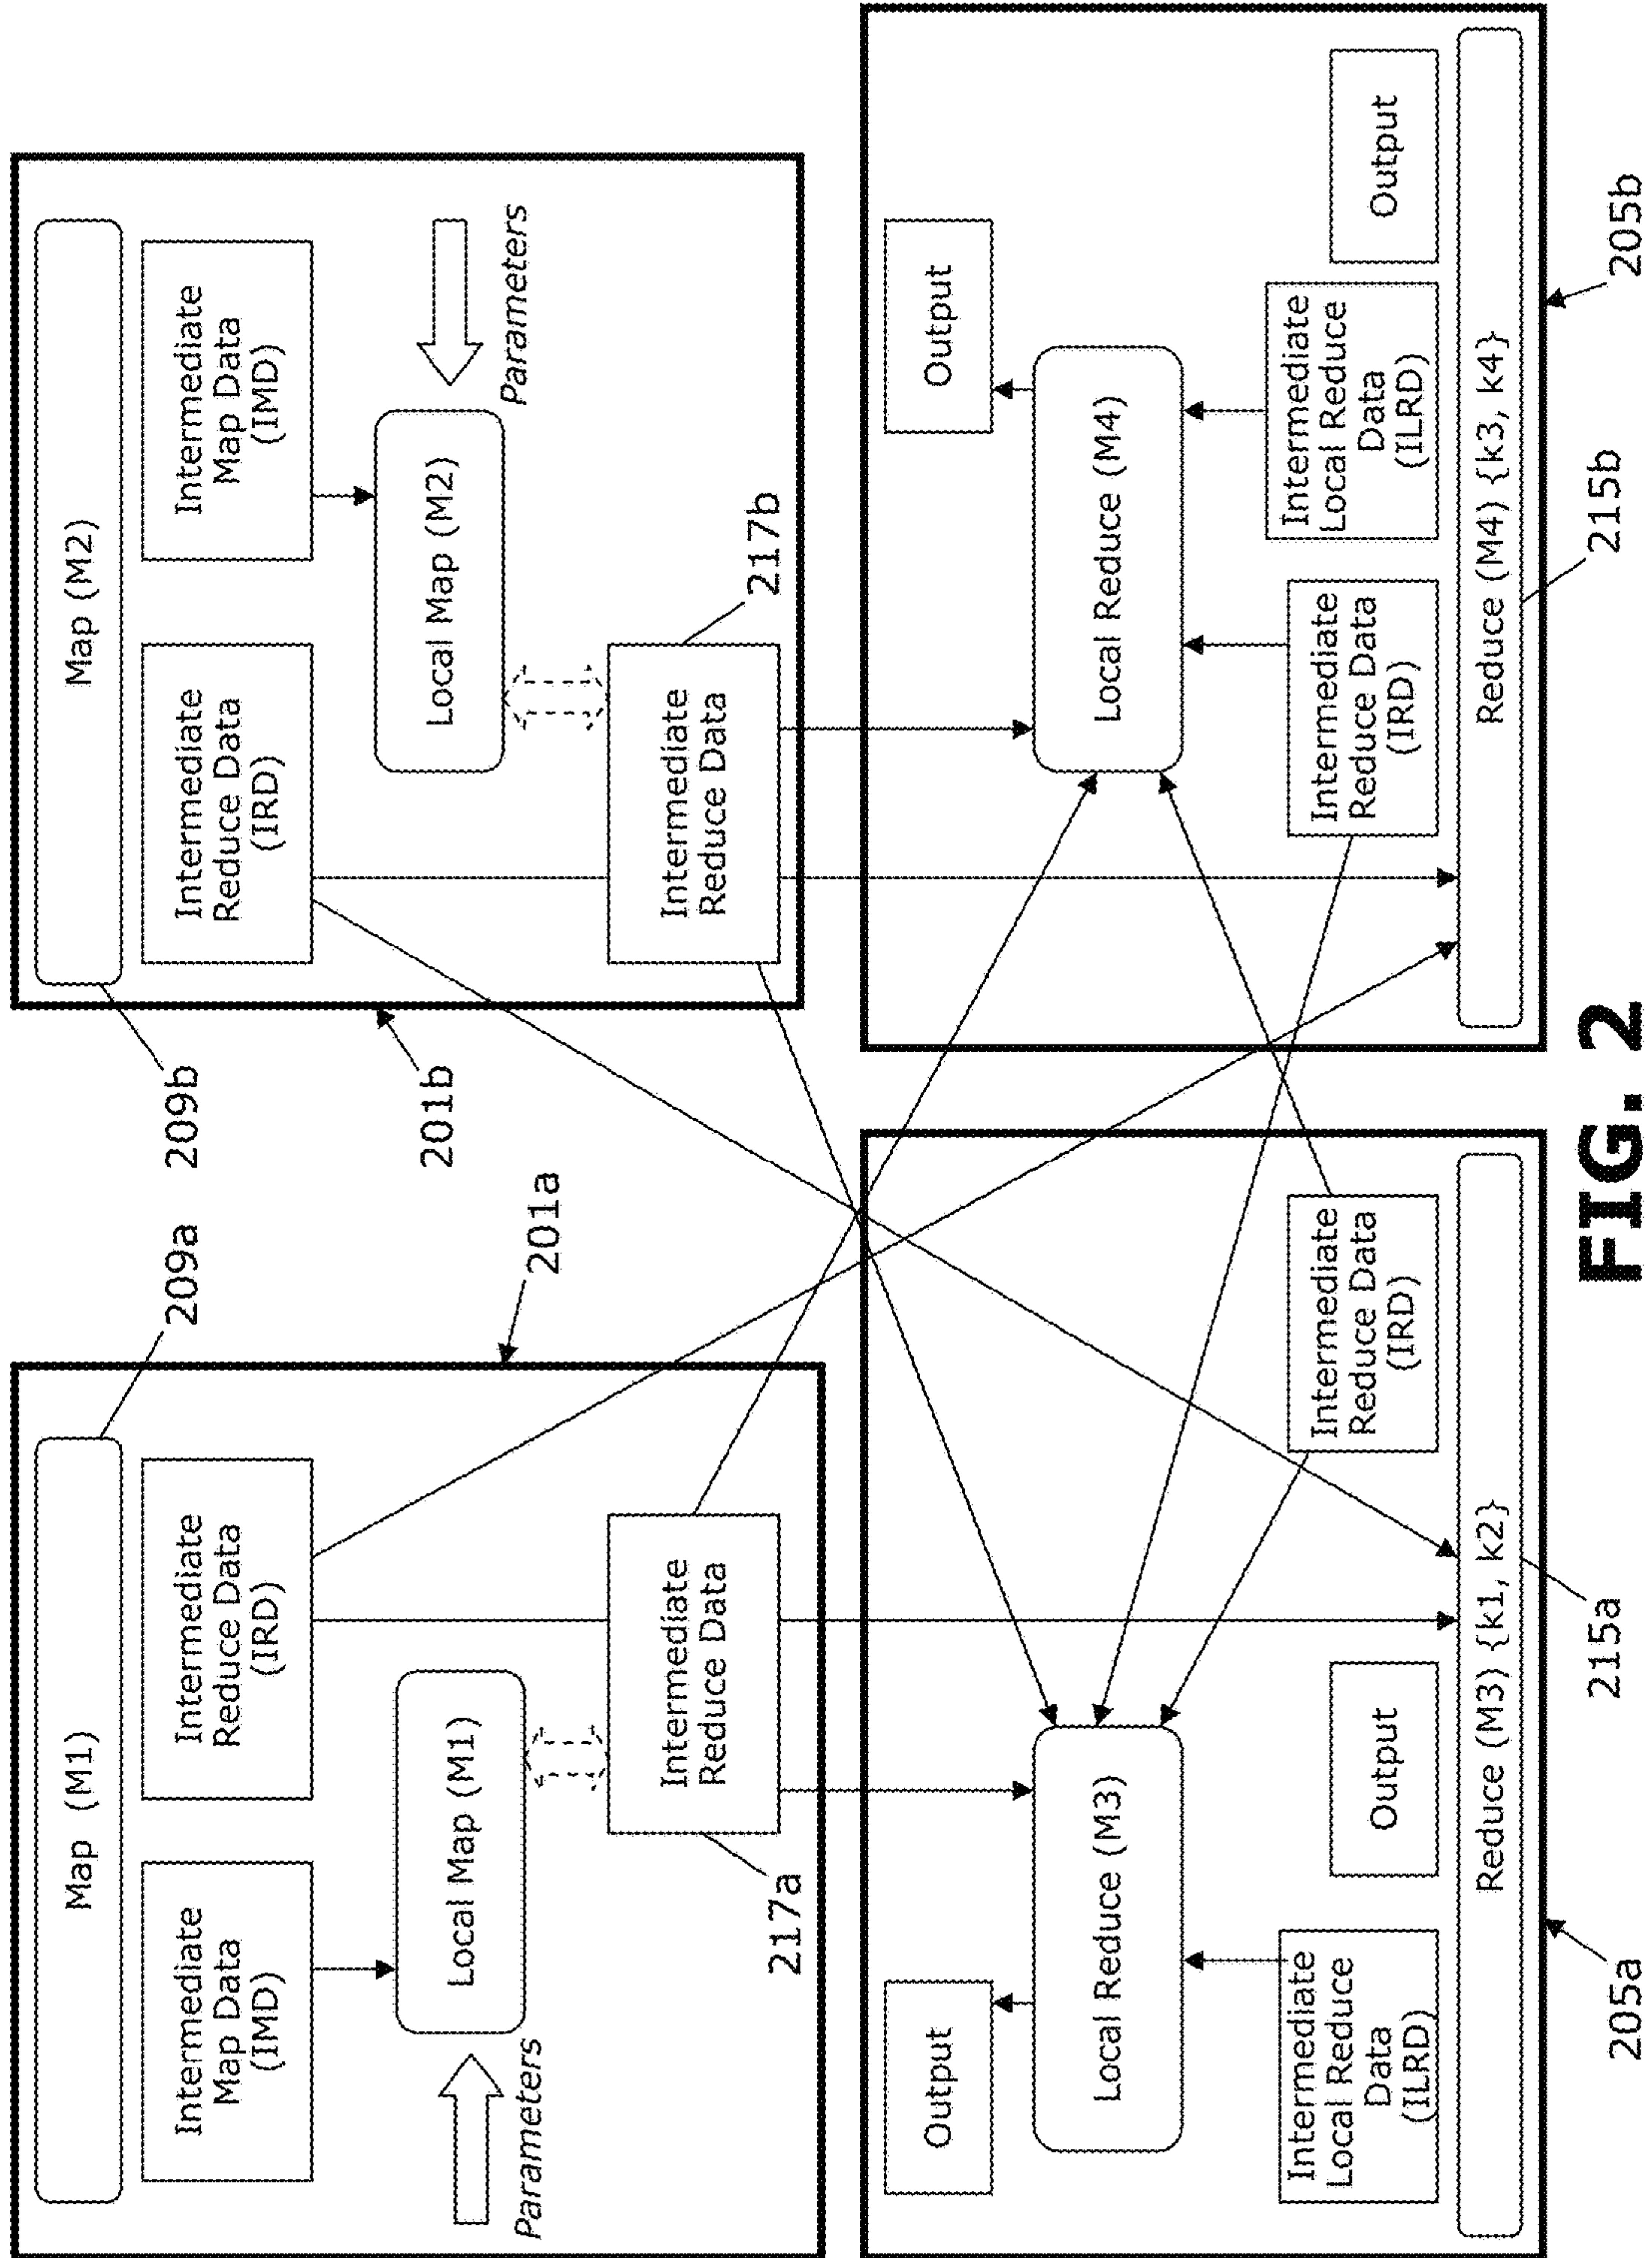 Map (M1)
Intermediate
Map Data
(IMD)
Intermediate
Reduce Data
(IRD)
209a
Parameters
Local Map (M1)
201a
217a
Intermediate
Reduce Data
Map (M2)
209b
Intermediate
Reduce Data
(IRD)
Intermediate
Map Data
(IMD)
201b
Local Map (M2)
Parameters
Intermediate
Reduce Data
217b
Output
Local Reduce (M3)
Intermediate
Local Reduce
Data
(ILRD)
Output
Intermediate
Reduce Data
(IRD)
Reduce (M3) {k1, k2}
205a
215a
Output
Local Reduce (M4)
Intermediate
Reduce Data
(IRD)
Intermediate
Local Reduce
Data
(ILRD)
Output
Reduce (M4) {k3, k4}
215b
205b
FIG. 2